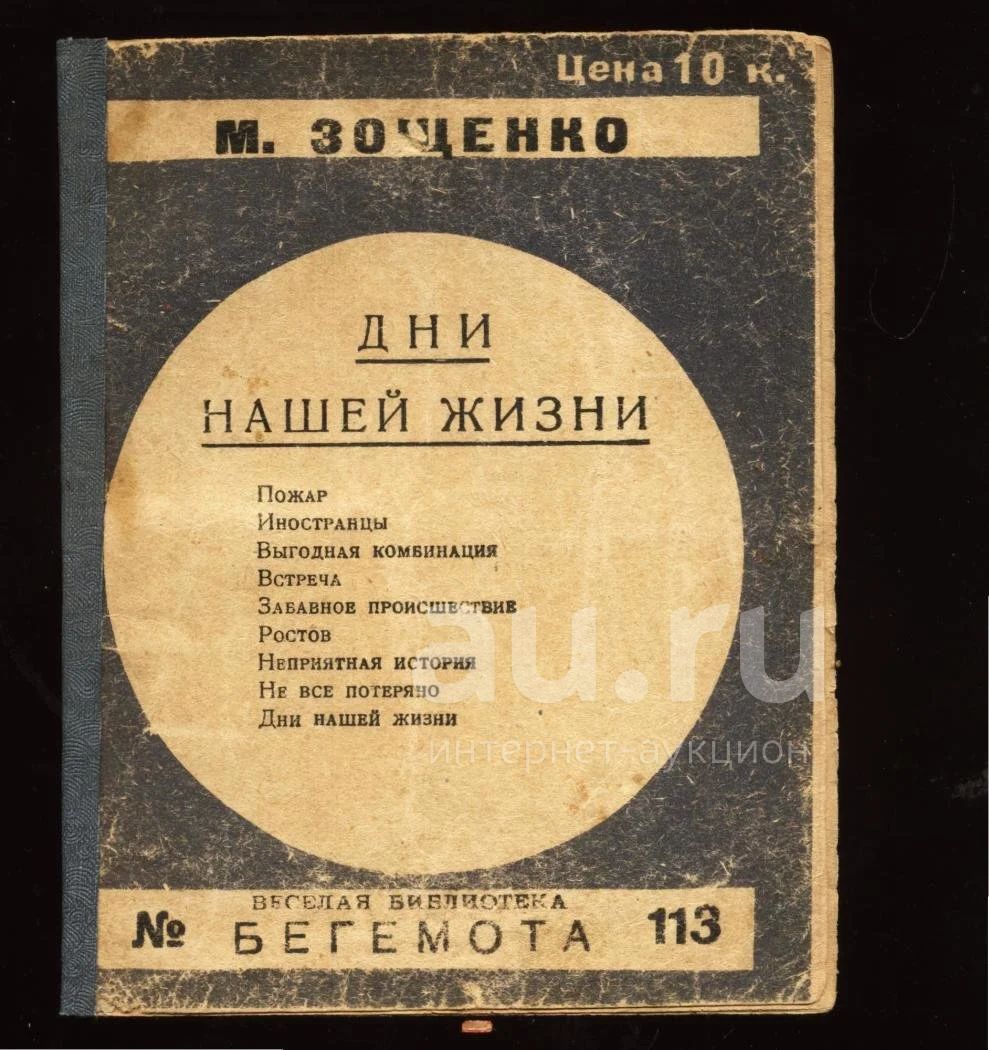 Цена 10 к.
М. ЗОЩЕНКО
ДНИ
НАШЕЙ ЖИЗНИ
Пожар
Иностранцы
Выгодная комбинация
Встреча
Забавное происшествие
Ростов
Неприятная история
Не все потеряно
Дни нашей жизни
au.ru
интернет-аукцион
ВЕСЕЛАЯ БИБЛИОТЕКА
№ БЕГЕМОТА 113